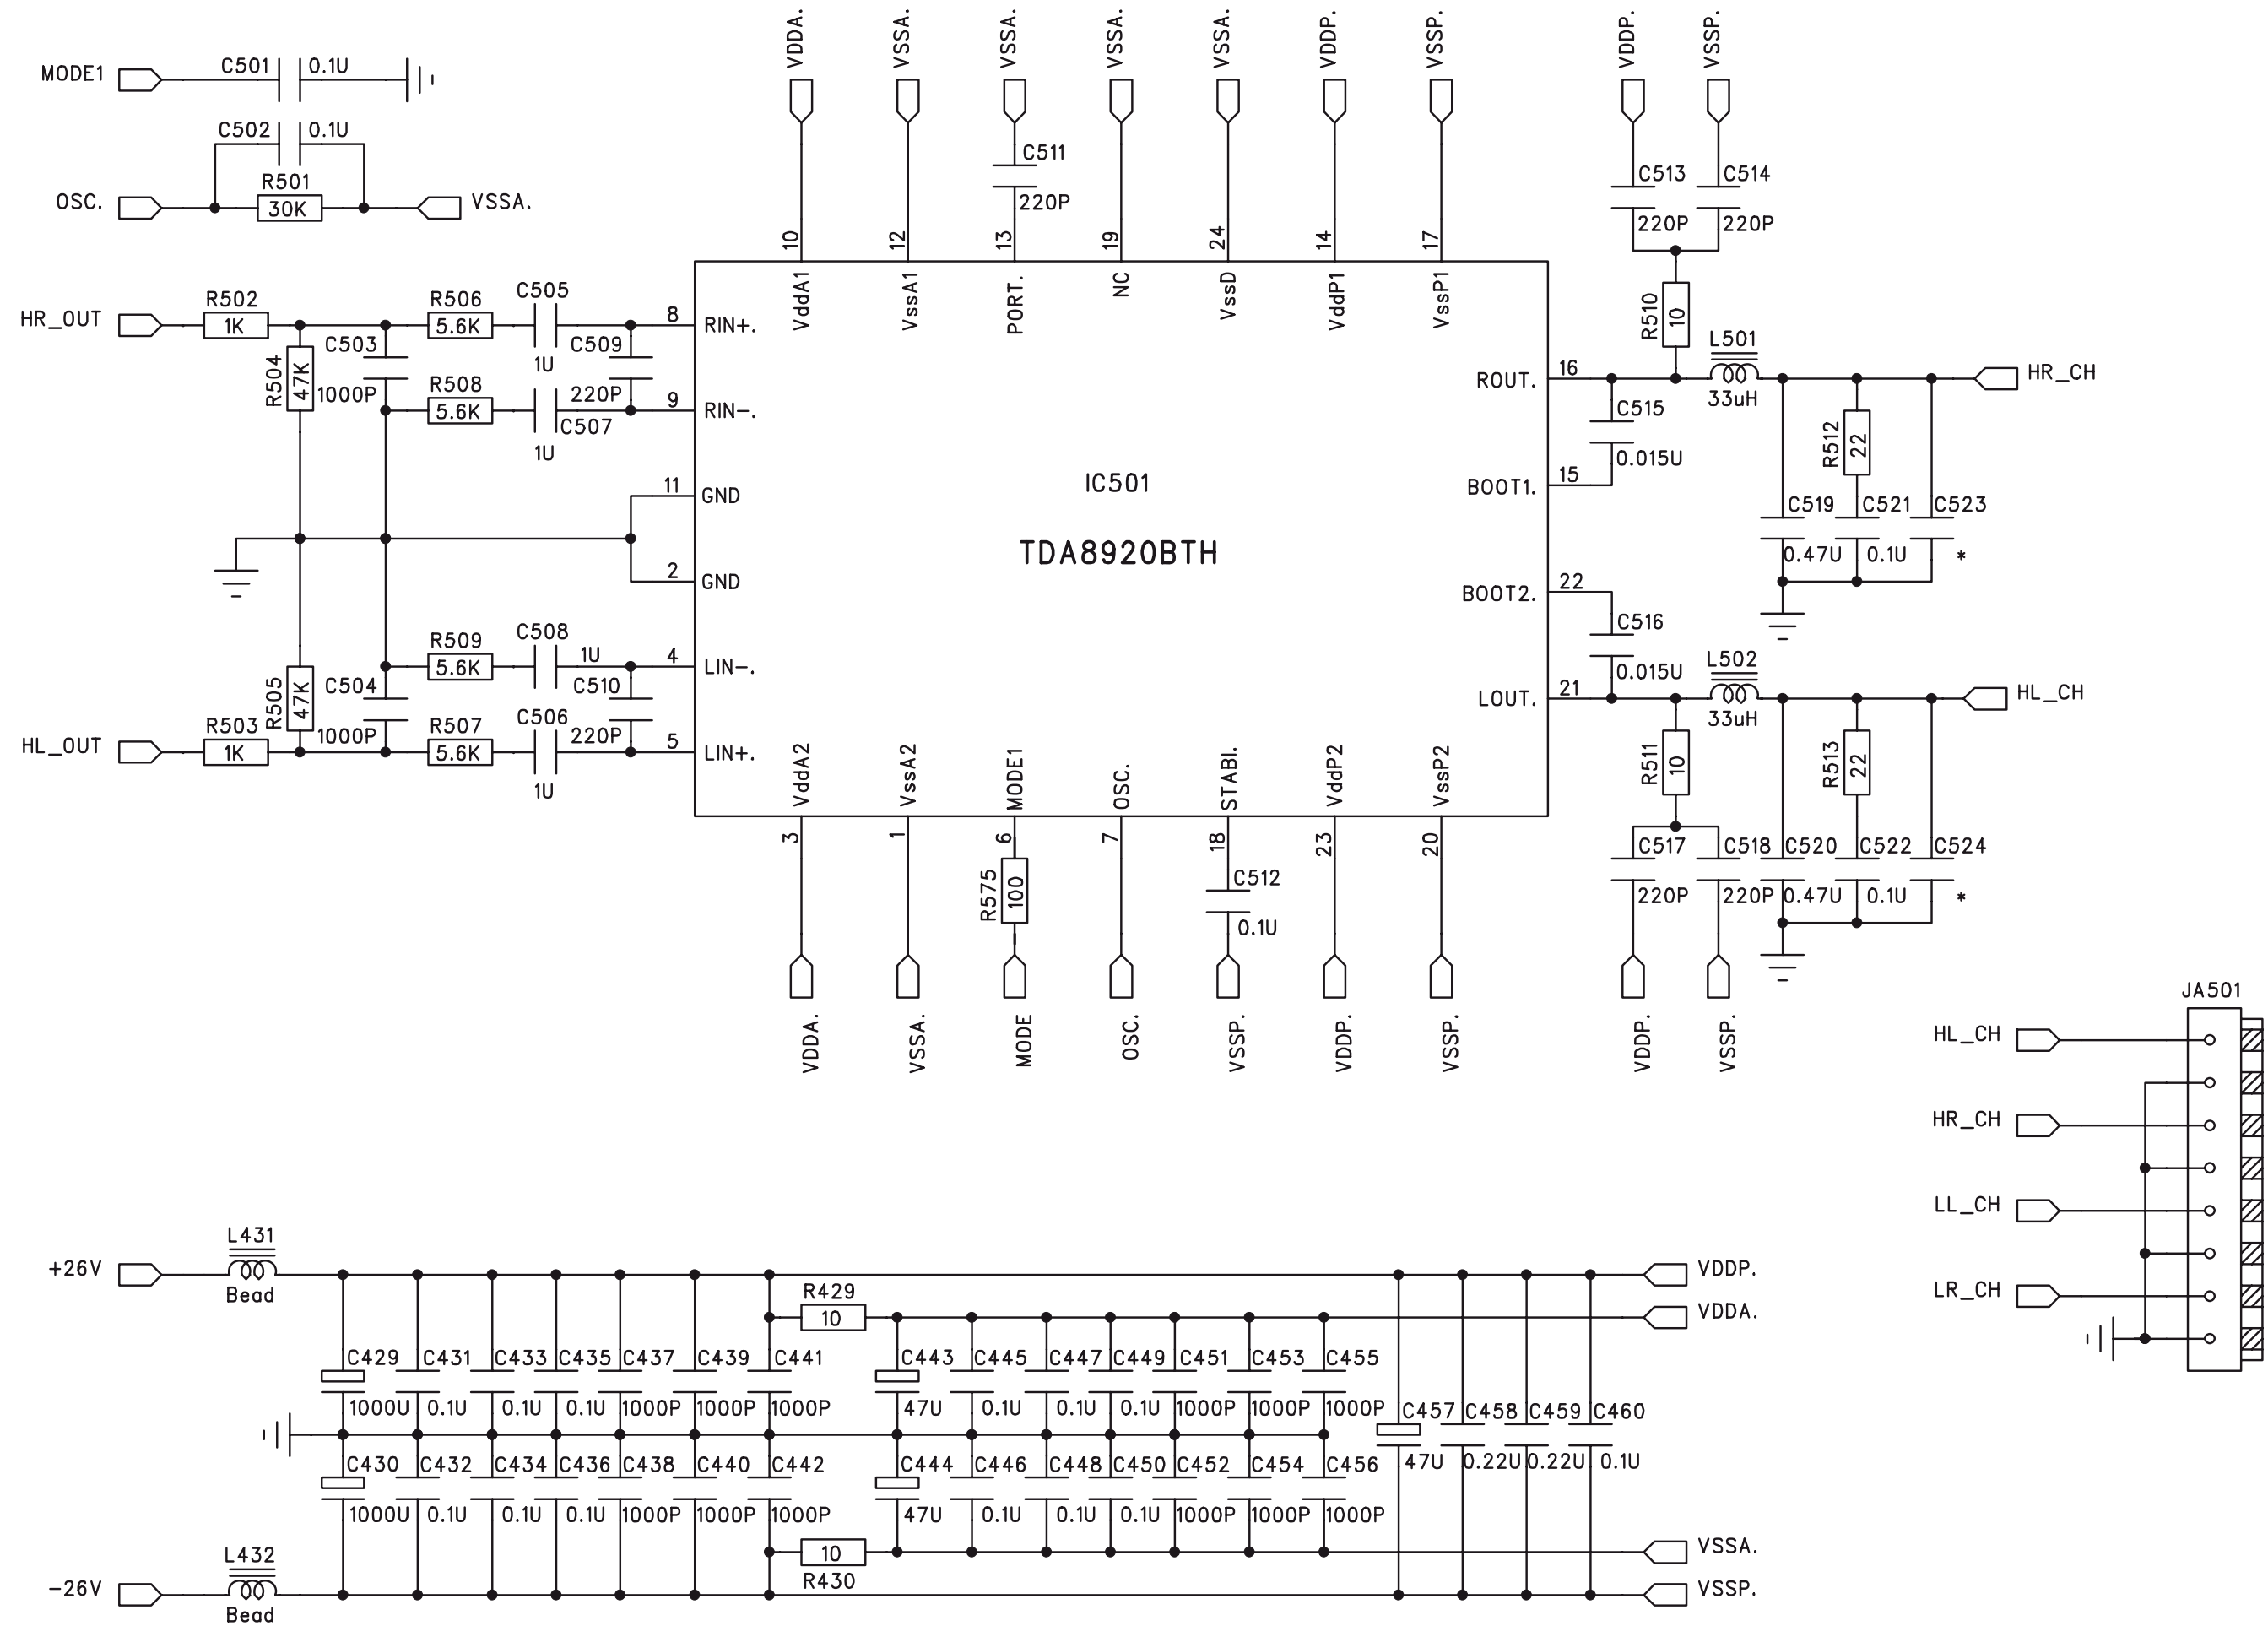 VDDA.
VSSA.
VSSA.
VSSA.
VSSA.
VDDP.
VSSP.
VDDP.
VSSP.
MODE1
C501
0.1U
C502
0.1U
OSC.
R501
30K
VSSA.
C511
220P
C513
220P
C514
220P
10
12
13
19
24
14
17
VddA1
VssA1
PORT.
NC
VssD
VddP1
VssP1
HR_OUT
R502
1K
R504
47K
C503
1000P
R506
5.6K
C505
1U
C509
220P
R508
5.6K
C507
1U
8
RIN+.
9
RIN-.
11
GND
2
GND
4
LIN-.
5
LIN+.
IC501
TDA8920BTH
ROUT.
16
BOOT1.
15
BOOT2.
22
LOUT.
21
R510
10
L501
33uH
HR_CH
C515
0.015U
R512
22
C519
0.47U
C521
0.1U
C523
*
C516
0.015U
L502
33uH
HL_CH
R511
10
R513
22
C517
220P
C518
220P
C520
0.47U
C522
0.1U
C524
*
VDDP.
VSSP.
R509
5.6K
C508
1U
R505
47K
C504
1000P
C510
220P
HL_OUT
R503
1K
R507
5.6K
C506
1U
VddA2
VssA2
MODE1
OSC.
STABI.
VddP2
VssP2
3
1
6
7
18
23
20
R575
100
C512
0.1U
VDDA.
VSSA.
MODE
OSC.
VSSP.
VDDP.
VSSP.
JA501
HL_CH
HR_CH
LL_CH
LR_CH
+26V
L431
Bead
R429
10
VDDP.
VDDA.
C429
C431
C433
C435
C437
C439
C441
C443
C445
C447
C449
C451
C453
C455
1000U
0.1U
0.1U
0.1U
1000P
1000P
1000P
47U
0.1U
0.1U
0.1U
1000P
1000P
1000P
C457
C458
C459
C460
47U
0.22U
0.22U
0.1U
C430
C432
C434
C436
C438
C440
C442
C444
C446
C448
C450
C452
C454
C456
1000U
0.1U
0.1U
0.1U
1000P
1000P
1000P
47U
0.1U
0.1U
0.1U
1000P
1000P
1000P
-26V
L432
Bead
10
R430
VSSA.
VSSP.